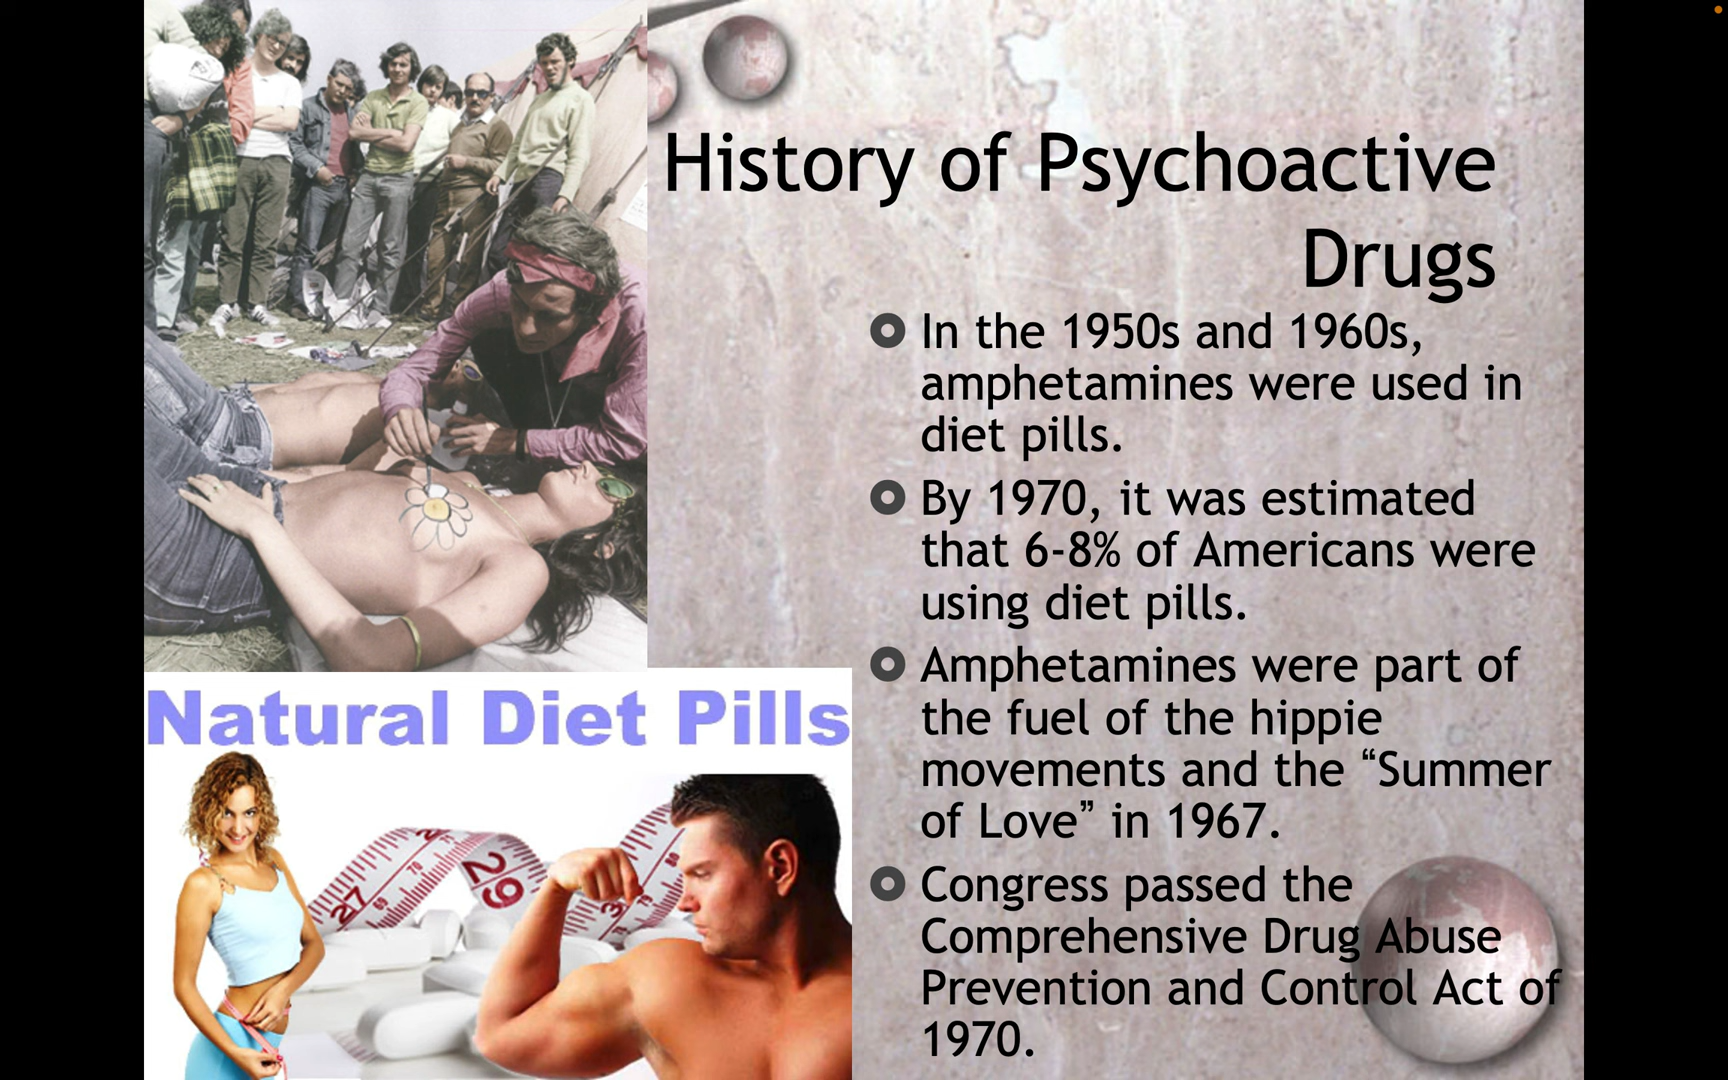 History of Psychoactive
Drugs
In the 1950s and 1960s,
amphetamines were used in
diet pills.
By 1970, it was estimated
that 6-8% of Americans were
using diet pills.
Amphetamines were part of
the fuel of the hippie
movements and the “Summer
of Love” in 1967.
Congress passed the
Comprehensive Drug Abuse
Prevention and Control Act of
1970.
Natural Diet Pills
27
29